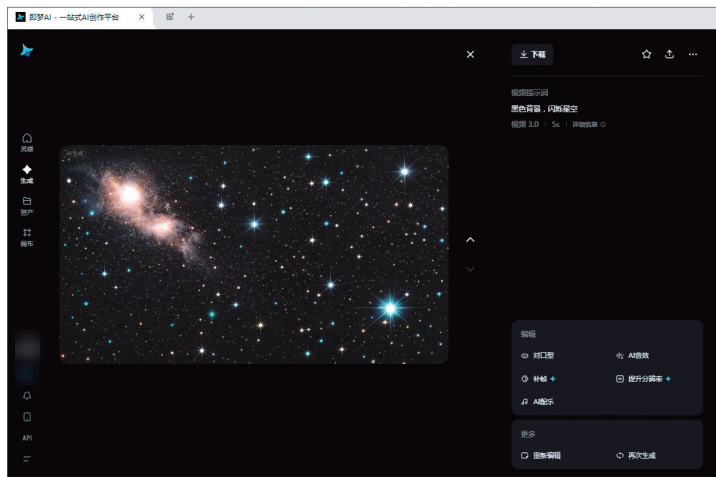 即梦AI - 一站式AI创作平台
下载
视频提示词
黑色背景，闪烁星空
视频 3.0 | 5s | 详细信息
灵感
生成
资产
画布
API
AI生成
编辑
对口型
AI音效
补帧
提升分辨率
AI配乐
更多
重新编辑
再次生成